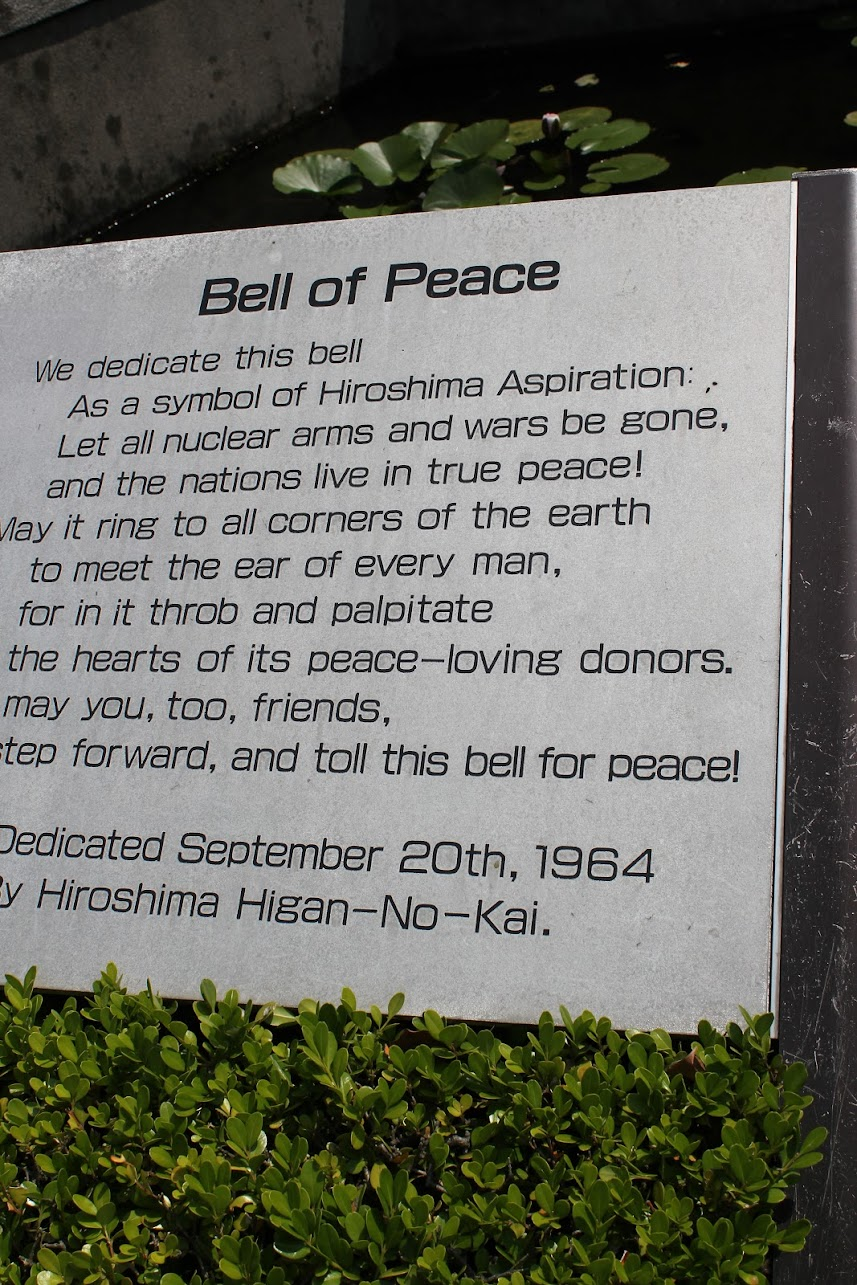 Bell of Peace
We dedicate this bell
As a symbol of Hiroshima Aspiration:
Let all nuclear arms and wars be gone,
and the nations live in true peace!
May it ring to all corners of the earth
to meet the ear of every man,
for in it throb and palpitate
the hearts of its peace-loving donors.
may you, too, friends,
step forward, and toll this bell for peace!
Dedicated September 20th, 1964
By Hiroshima Higan-No-Kai.